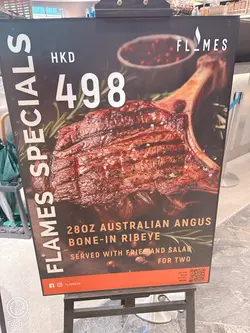 FLAMES
HKD
498
FLAMES SPECIALS
28OZ AUSTRALIAN ANGUS
BONE-IN RIBEYE
SERVED WITH FRIES AND SALAD
FOR TWO